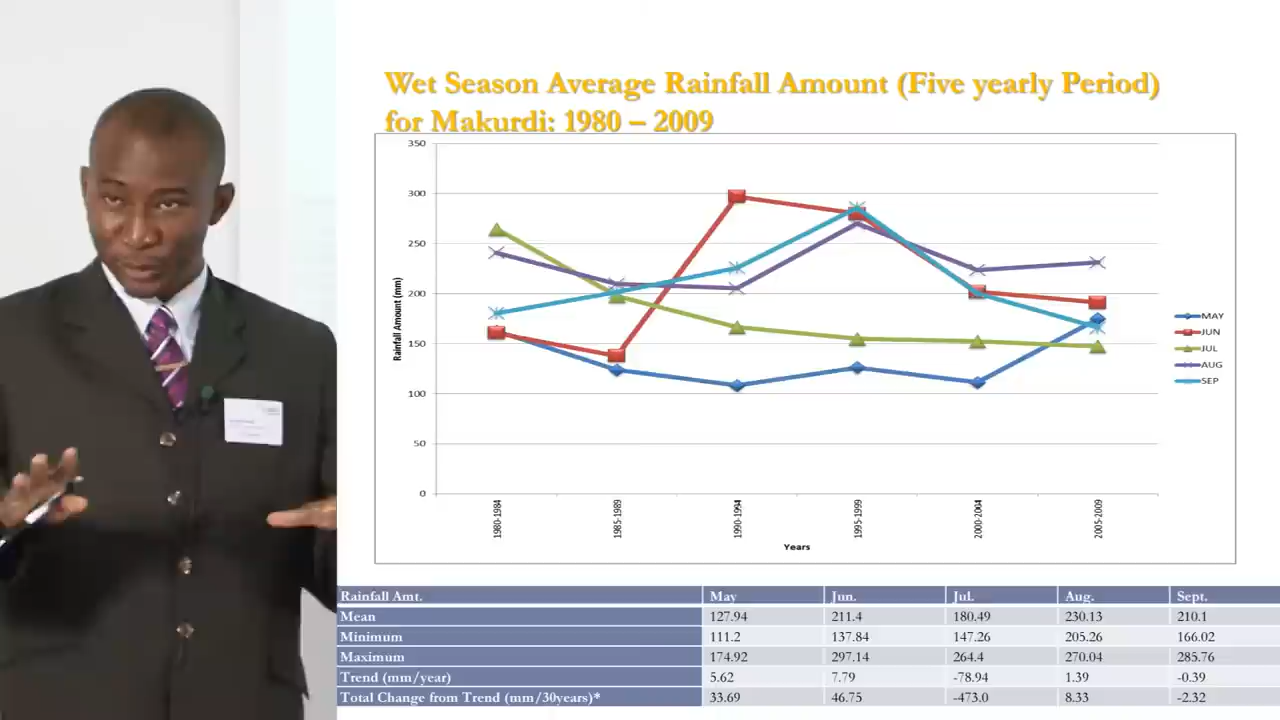 Wet Season Average Rainfall Amount (Five yearly Period)
for Makurdi: 1980 – 2009
350
300
250
200
150
100
50
0
Rainfall Amount (mm)
1980-1984
1985-1989
1990-1994
1995-1999
2000-2004
2005-2009
Years
MAY
JUN
JUL
AUG
SEP
Rainfall Amt. May Jun. Jul. Aug. Sept.
Mean 127.94 211.4 180.49 230.13 210.1
Minimum 111.2 137.84 147.26 205.26 166.02
Maximum 174.92 297.14 264.4 270.04 285.76
Trend (mm/year) 5.62 7.79 -78.94 1.39 -0.39
Total Change from Trend (mm/30years)* 33.69 46.75 -473.0 8.33 -2.32